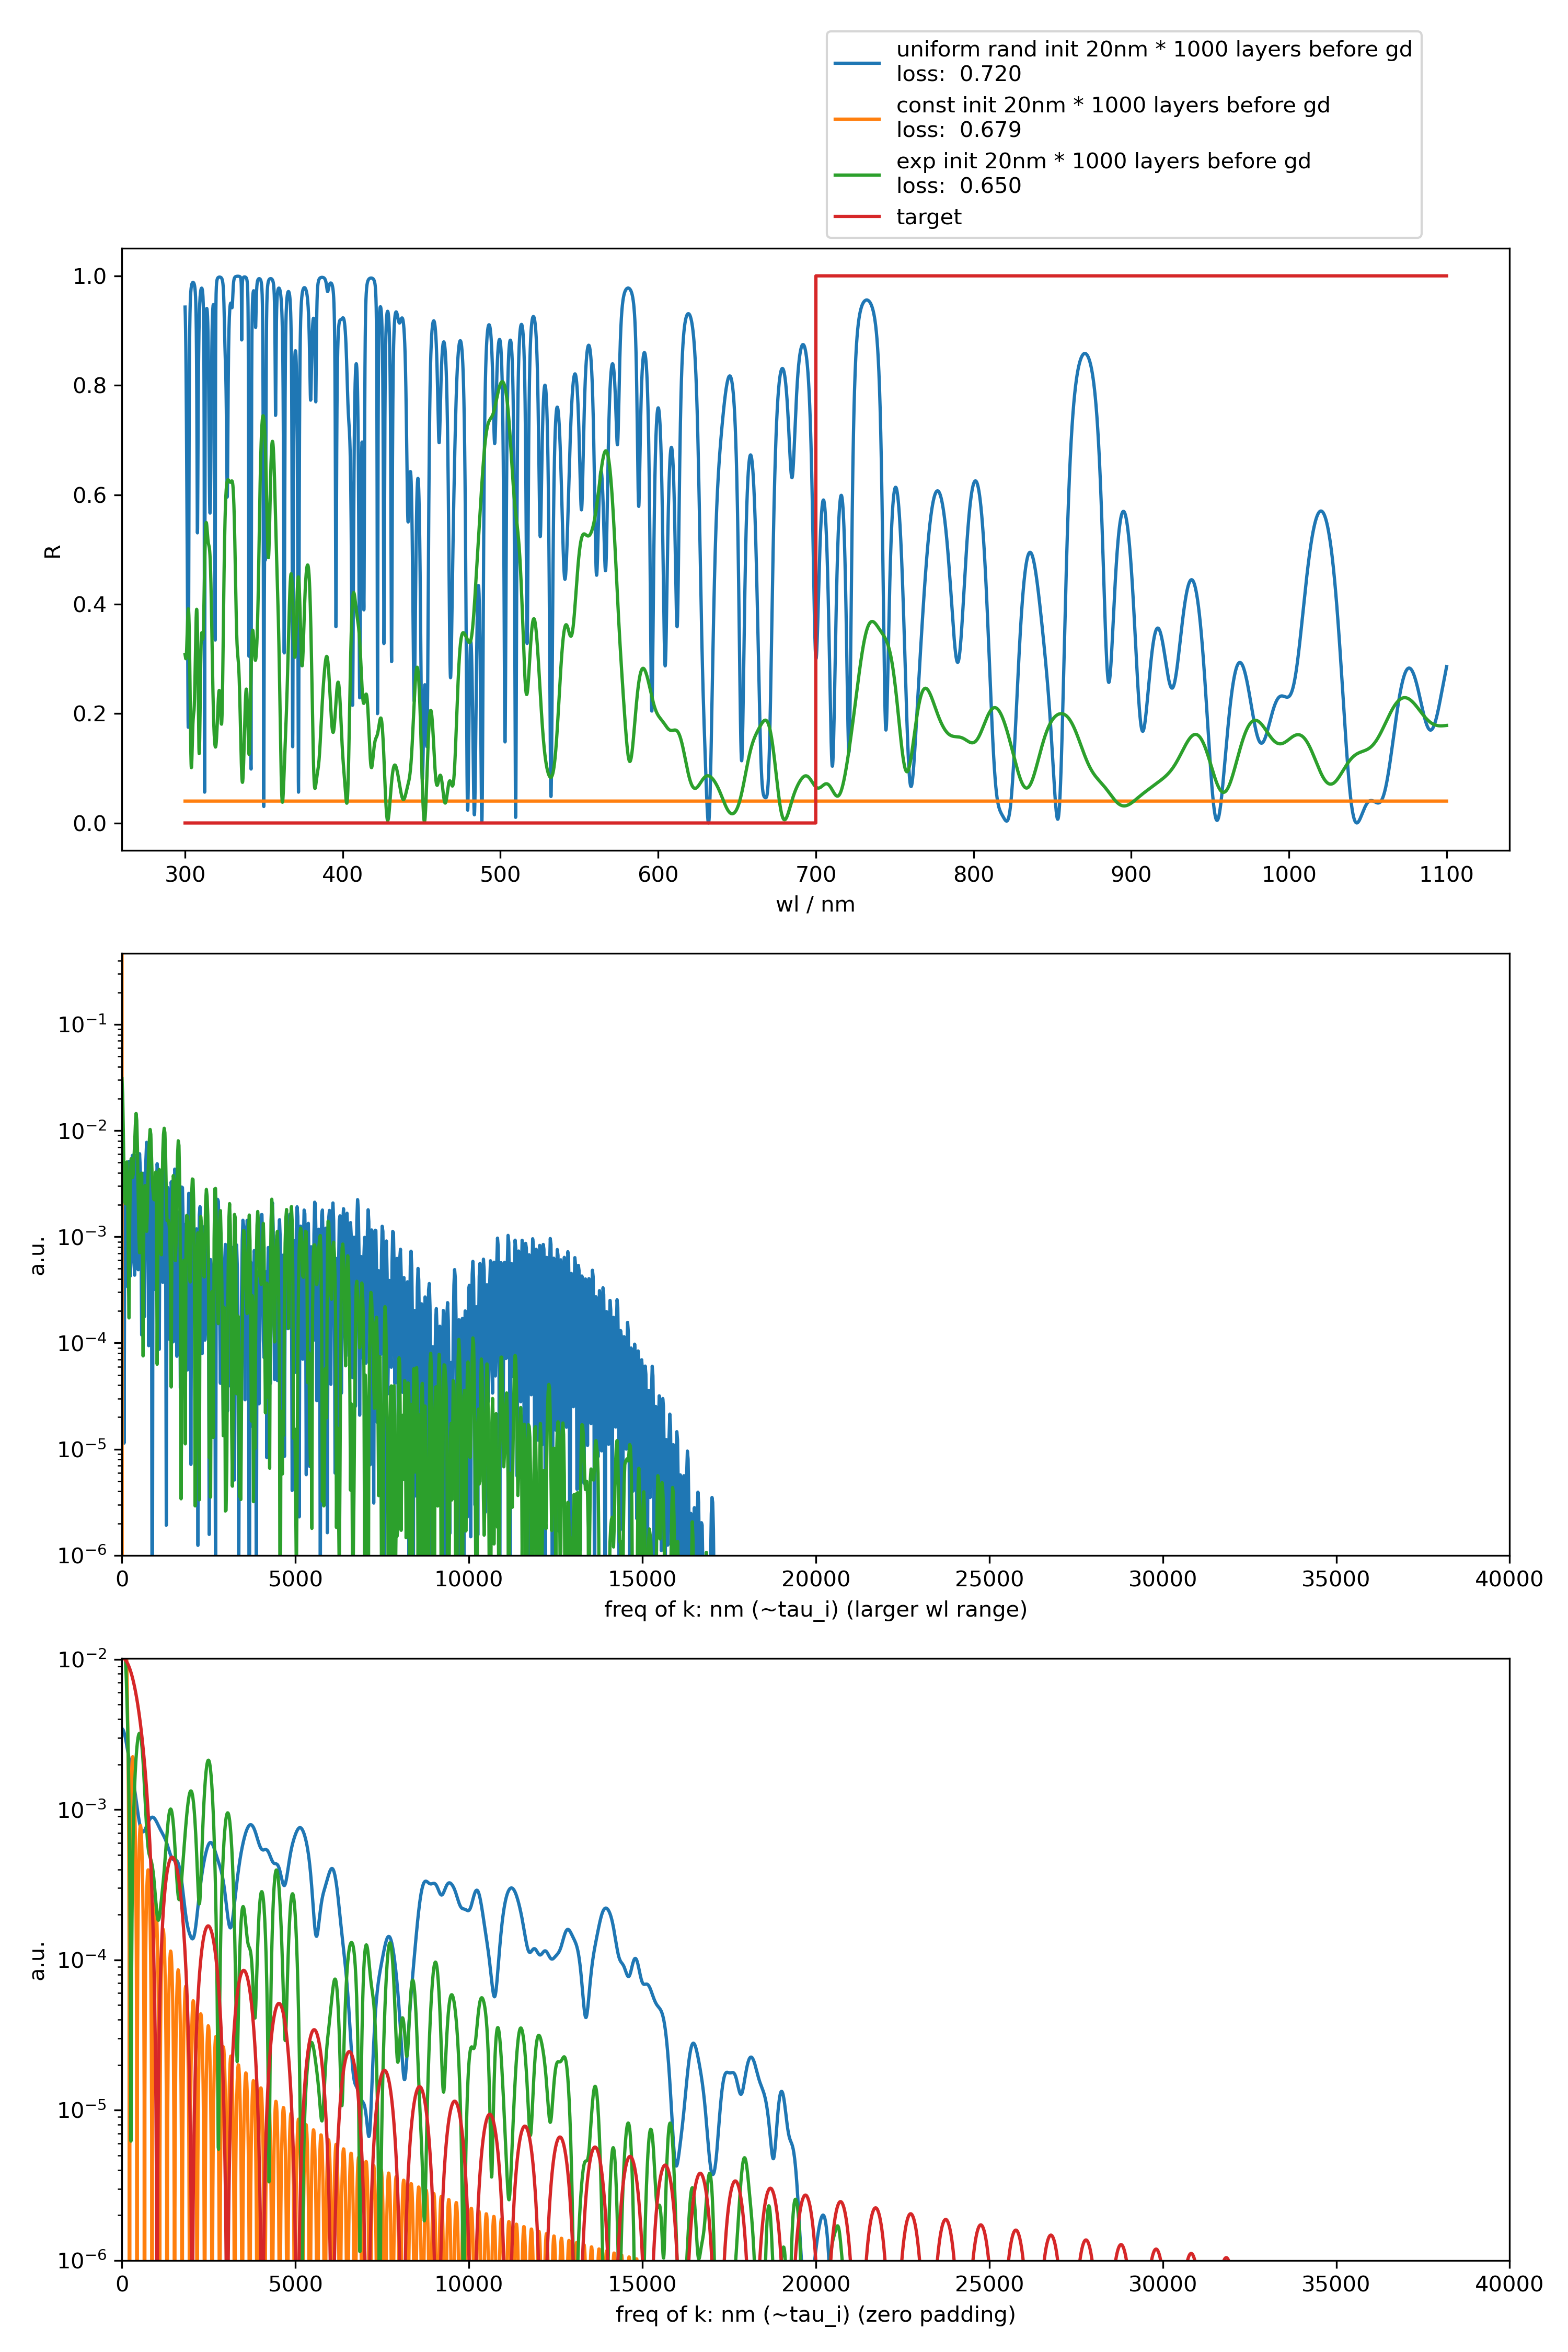 uniform rand init 20nm * 1000 layers before gd
loss:  0.720
const init 20nm * 1000 layers before gd
loss:  0.679
exp init 20nm * 1000 layers before gd
loss:  0.650
target
1.0
0.8
0.6
0.4
0.2
0.0
R
300 400 500 600 700 800 900 1000 1100
wl / nm
10⁻¹
10⁻²
10⁻³
10⁻⁴
10⁻⁵
10⁻⁶
a.u.
0 5000 10000 15000 20000 25000 30000 35000 40000
freq of k: nm (~tau_i) (larger wl range)
10⁻²
10⁻³
10⁻⁴
10⁻⁵
10⁻⁶
a.u.
0 5000 10000 15000 20000 25000 30000 35000 40000
freq of k: nm (~tau_i) (zero padding)